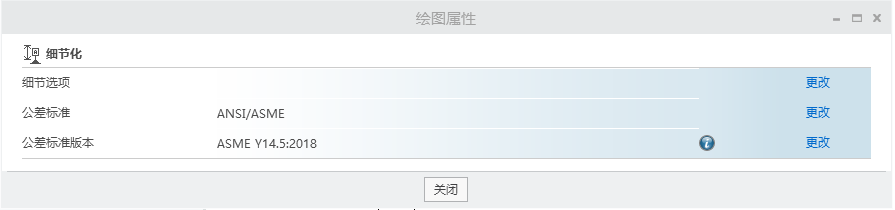 绘图属性
细节化
细节选项 更改
公差标准 ANSI/ASME 更改
公差标准版本 ASME Y14.5:2018 更改
关闭